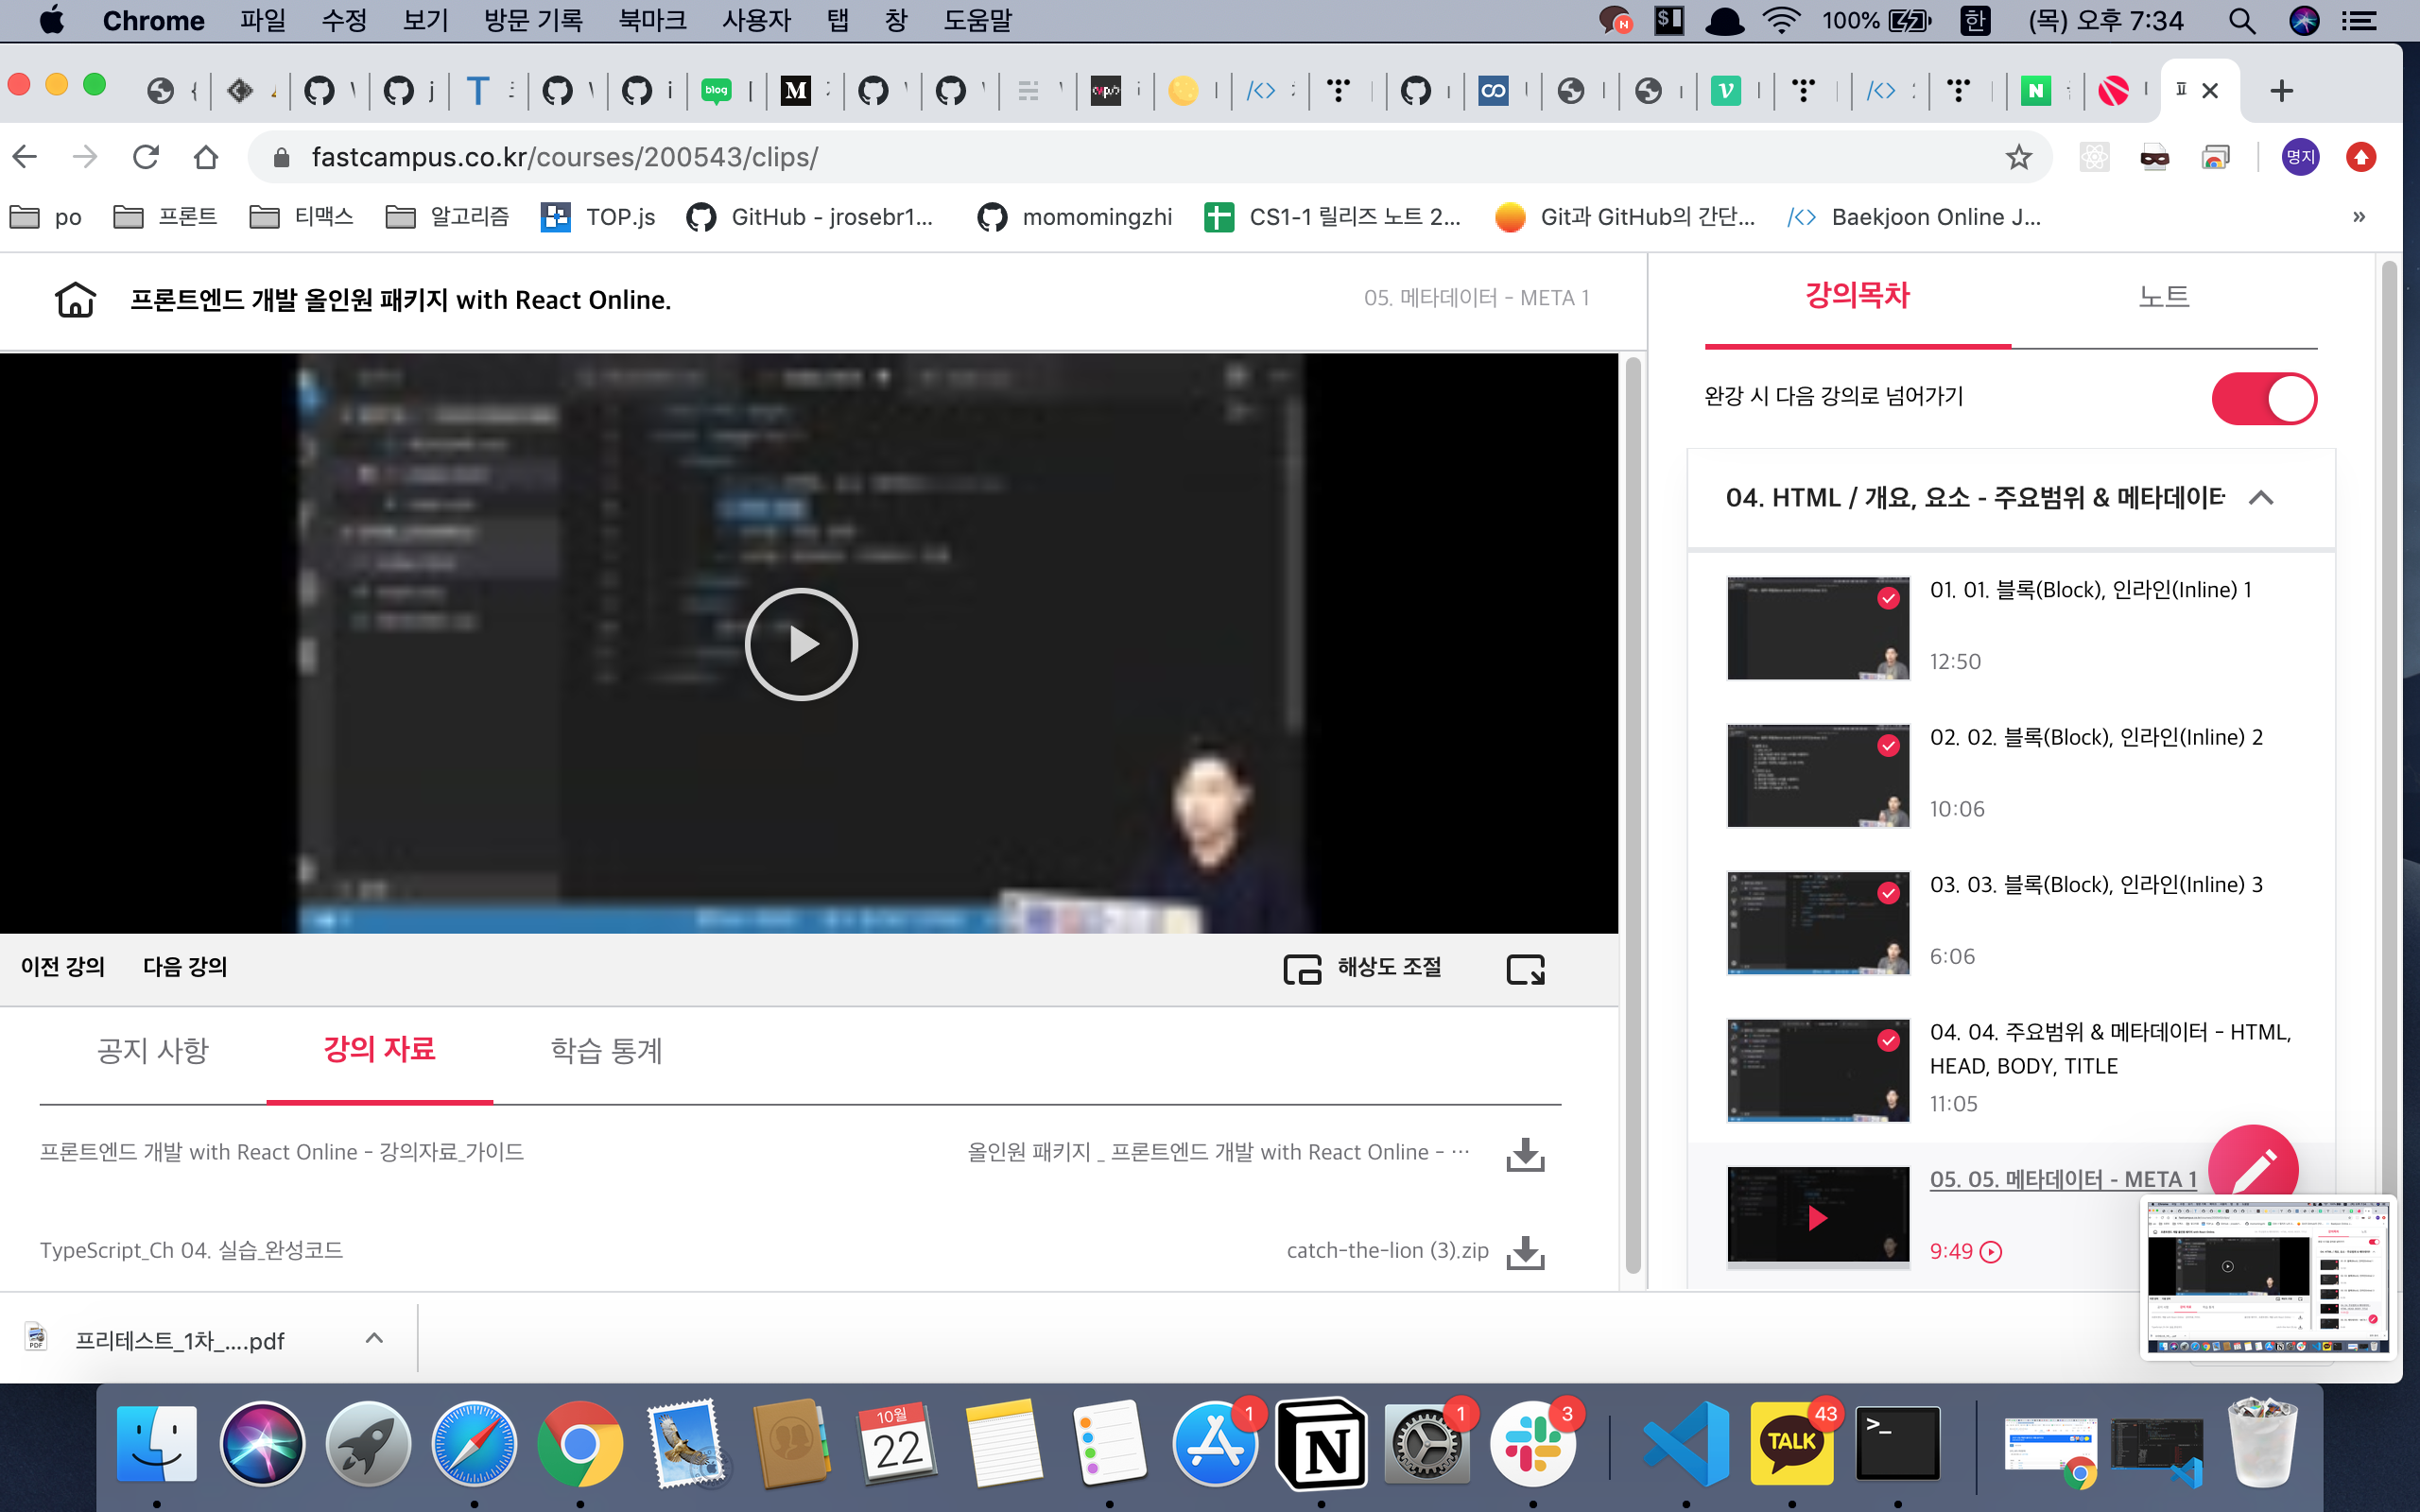 Chrome 파일 수정 보기 방문 기록 북마크 사용자 탭 창 도움말 100% 한 (목) 오후 7:34
fastcampus.co.kr/courses/200543/clips/ 명지
po 프론트 티맥스 알고리즘 TOP.js GitHub - jrosebr1... momomingzhi CS1-1 릴리즈 노트 2... Git과 GitHub의 간단... Baekjoon Online J... »
프론트엔드 개발 올인원 패키지 with React Online.
05. 메타데이터 - META 1
이전 강의 다음 강의 해상도 조절
공지 사항 강의 자료 학습 통계
프론트엔드 개발 with React Online - 강의자료_가이드 올인원 패키지 _ 프론트엔드 개발 with React Online - ...
TypeScript_Ch 04. 실습_완성코드 catch-the-lion (3).zip
강의목차 노트
완강 시 다음 강의로 넘어가기
04. HTML / 개요, 요소 - 주요범위 & 메타데이터
01. 01. 블록(Block), 인라인(Inline) 1
12:50
02. 02. 블록(Block), 인라인(Inline) 2
10:06
03. 03. 블록(Block), 인라인(Inline) 3
6:06
04. 04. 주요범위 & 메타데이터 - HTML,
HEAD, BODY, TITLE
11:05
05. 05. 메타데이터 - META 1
9:49
프리테스트_1차_....pdf
10월
22
1
1
3
TALK
43